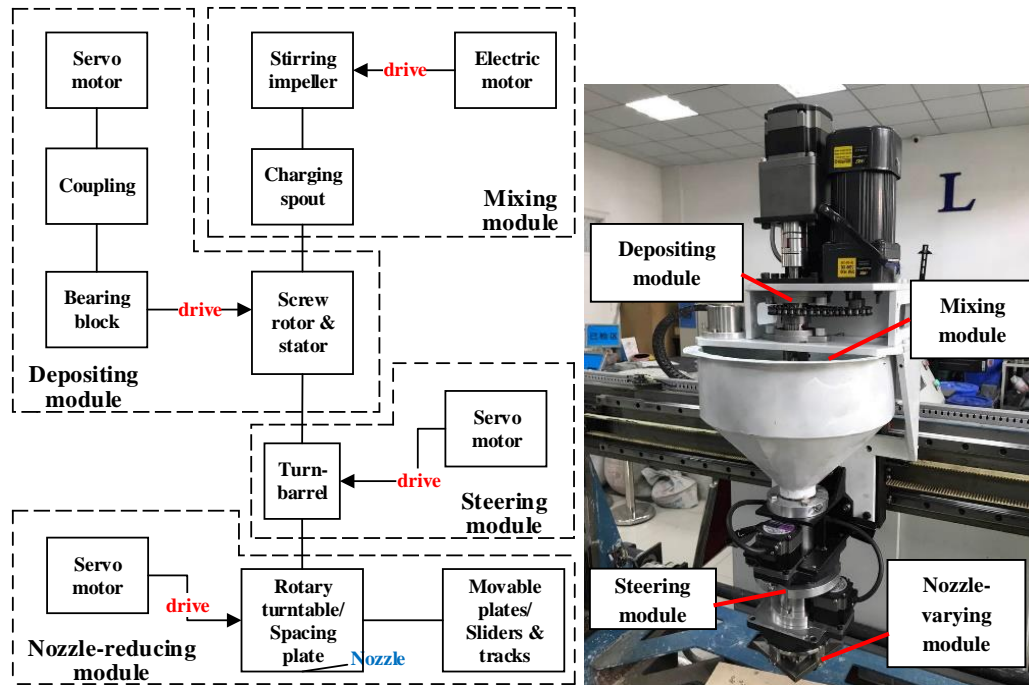 Servo
motor
Stirring
impeller
drive
Electric
motor
Coupling
Charging
spout
Mixing
module
Bearing
block
drive
Screw
rotor &
stator
Depositing
module
Servo
motor
Turn-
barrel
drive
Steering
module
Servo
motor
drive
Rotary
turntable/
Spacing
plate
Movable
plates/
Sliders &
tracks
Nozzle
Nozzle-reducing
module
L
Depositing
module
Mixing
module
Steering
module
Nozzle-
varying
module